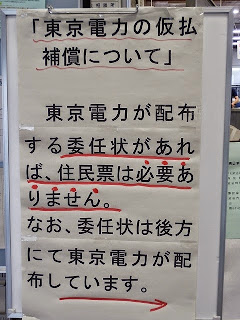 「東京電力の仮払
補償について」
東京電力が配布
する委任状があれ
ば、住民票は必要あ
りません。
なお、委任状は後方
にて東京電力が配
布しています。